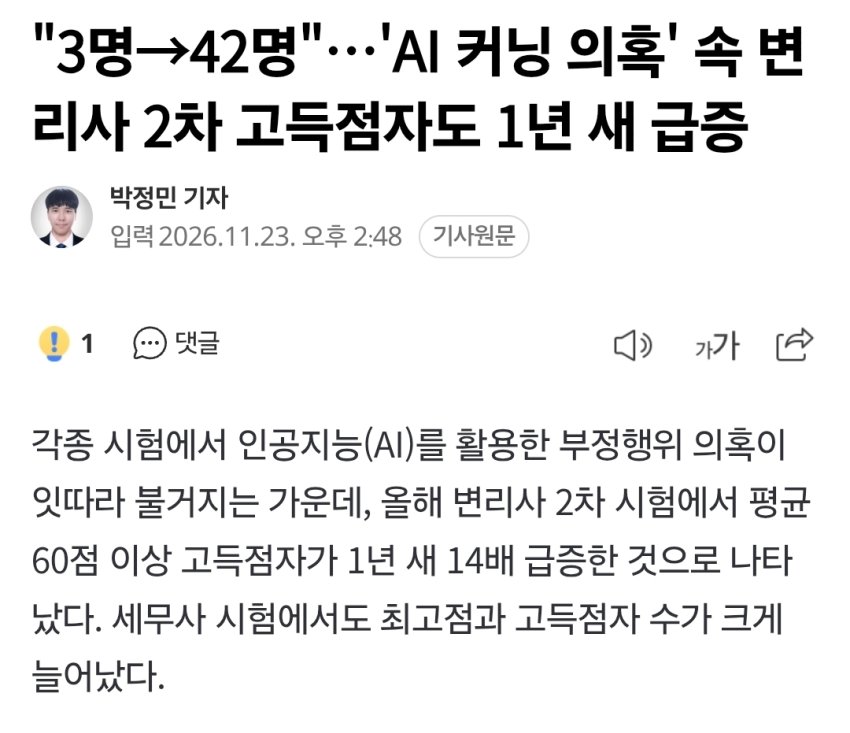 "3명→42명"…'AI 커닝 의혹' 속 변
리사 2차 고득점자도 1년 새 급증
박정민 기자
입력 2026.11.23. 오후 2:48 기사원문
1 댓글
가가
각종 시험에서 인공지능(AI)를 활용한 부정행위 의혹이
잇따라 불거지는 가운데, 올해 변리사 2차 시험에서 평균
60점 이상 고득점자가 1년 새 14배 급증한 것으로 나타
났다. 세무사 시험에서도 최고점과 고득점자 수가 크게
늘어났다.